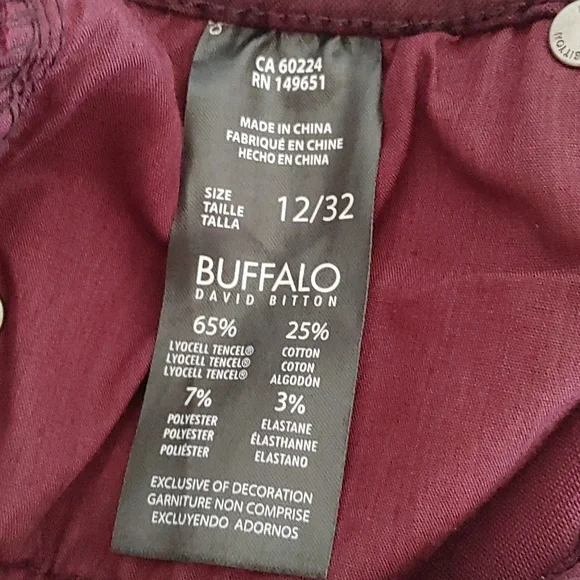 CA 60224
RN 149651
MADE IN CHINA
FABRIQUÉ EN CHINE
HECHO EN CHINA
SIZE
TAILLE
TALLA
12/32
BUFFALO
DAVID BITTON
65%
LYOCELL TENCEL®
LYOCELL TENCEL®
LYOCELL TENCEL®
25%
COTTON
COTON
ALGODÓN
7%
POLYESTER
POLYESTER
POLIÉSTER
3%
ELASTANE
ÉLASTHANNE
ELASTANO
EXCLUSIVE OF DECORATION
GARNITURE NON COMPRISE
EXCLUYENDO ADORNOS
BITTON